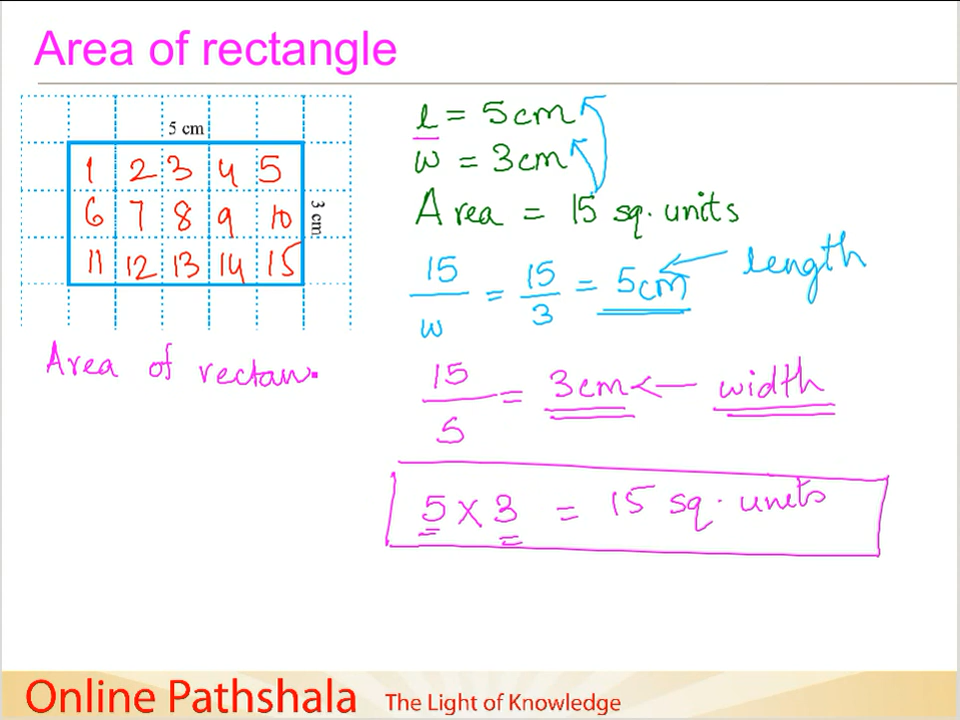 Area of rectangle
5 cm
1 2 3 4 5
6 7 8 9 10
11 12 13 14 15
3 cm
Area of rectan
l = 5cm
w = 3cm
Area = 15 sq. units
15/w = 15/3 = 5cm ← length
15/5 = 3cm ← width
5 × 3 = 15 sq. units
Online Pathshala The Light of Knowledge